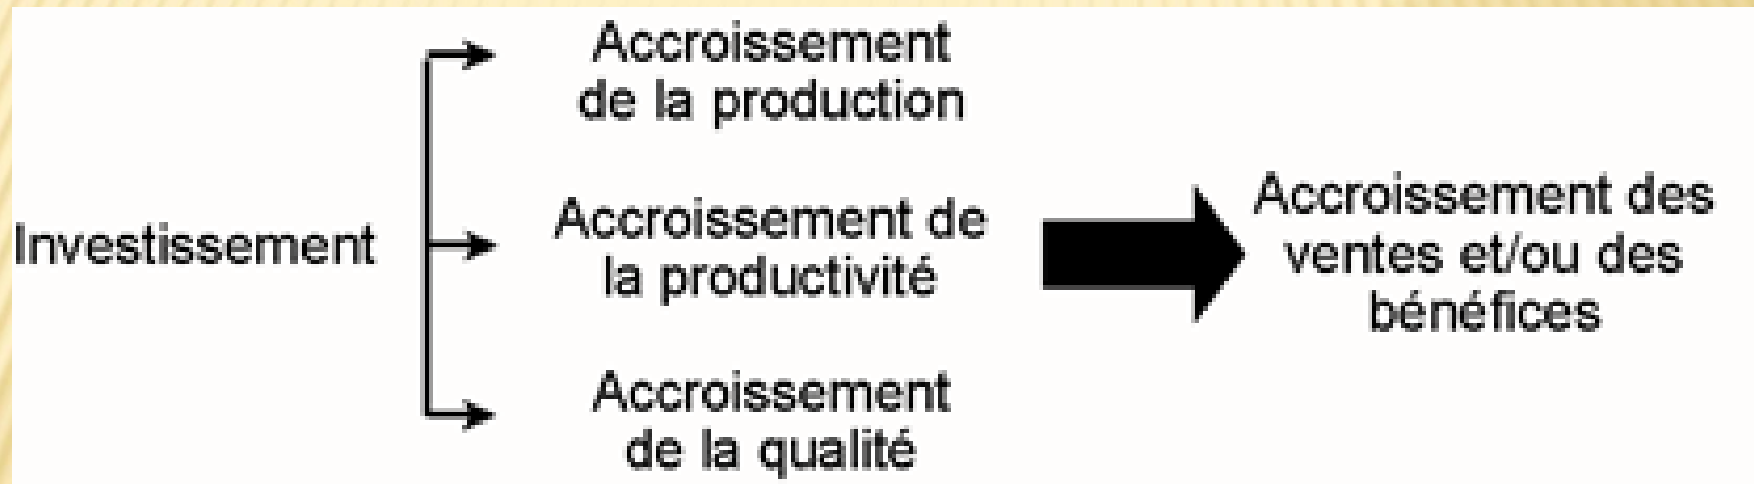 Investissement
Accroissement
de la production
Accroissement de
la productivité
Accroissement
de la qualité
Accroissement des
ventes et/ou des
bénéfices